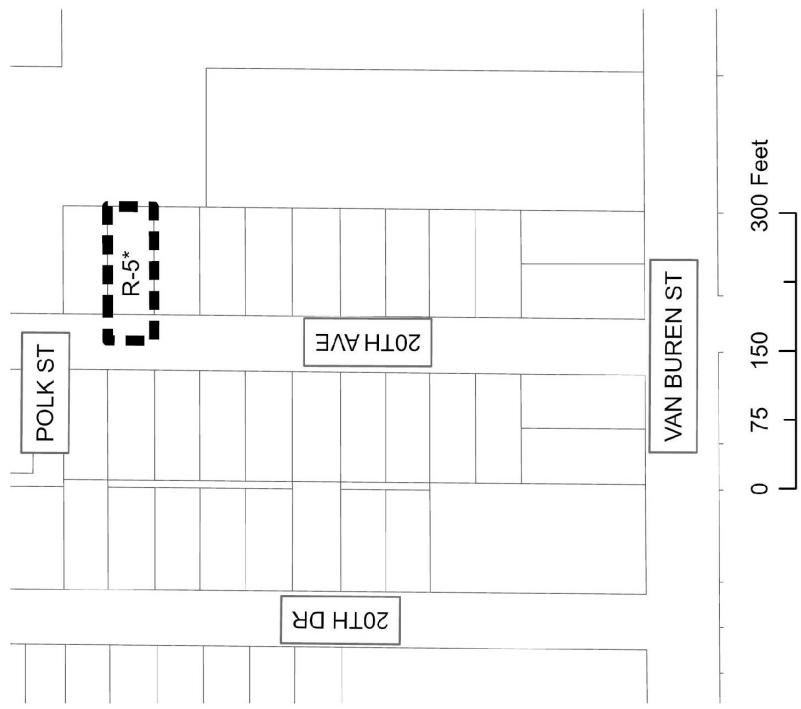 POLK ST
R-5*
20TH AVE
20TH DR
VAN BUREN ST
0 75 150 300 Feet